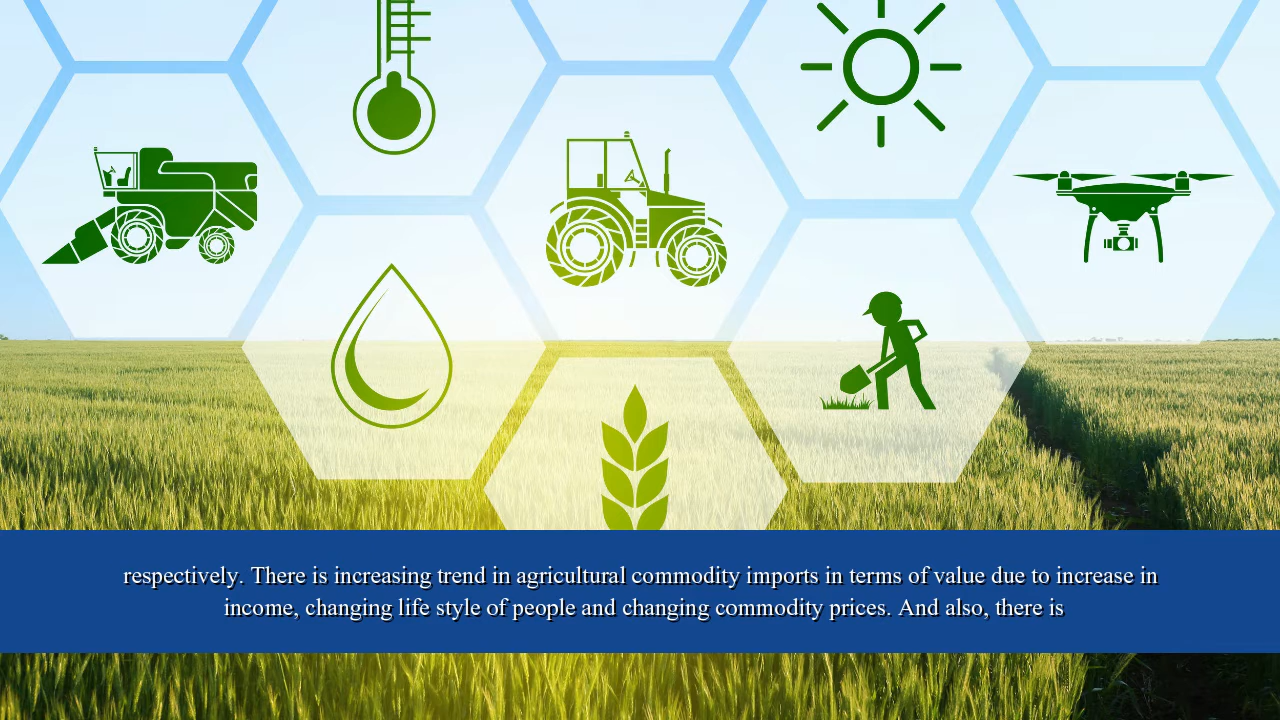 respectively. There is increasing trend in agricultural commodity imports in terms of value due to increase in
income, changing life style of people and changing commodity prices. And also, there is